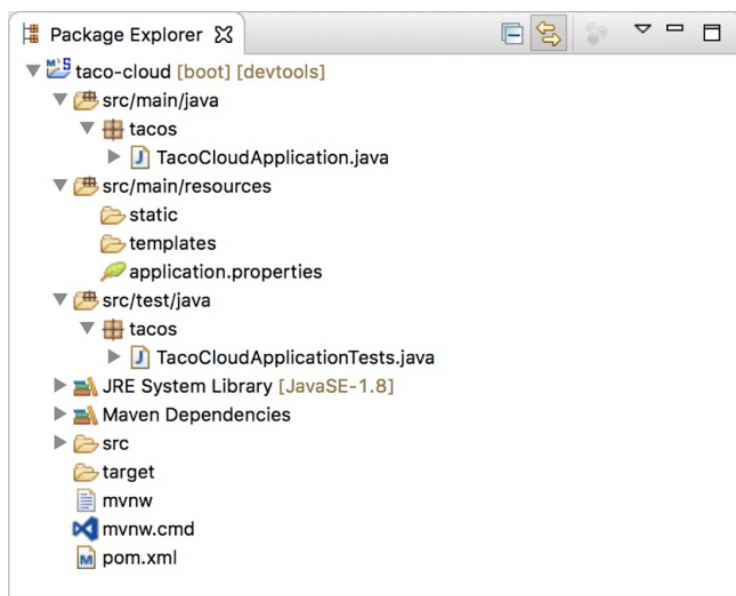 Package Explorer
taco-cloud [boot] [devtools]
src/main/java
tacos
TacoCloudApplication.java
src/main/resources
static
templates
application.properties
src/test/java
tacos
TacoCloudApplicationTests.java
JRE System Library [JavaSE-1.8]
Maven Dependencies
src
target
mvnw
mvnw.cmd
pom.xml